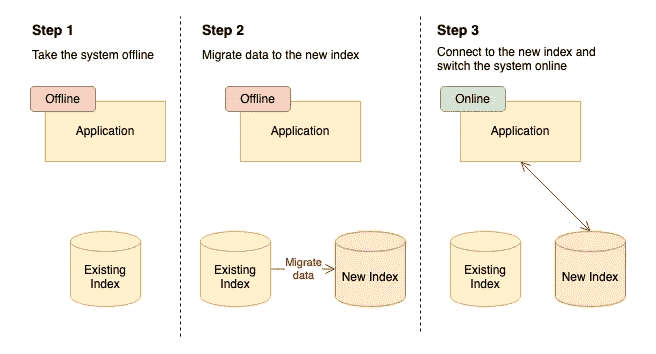 Step 1
Take the system offline
Offline
Application
Existing
Index
Step 2
Migrate data to the new index
Offline
Application
Existing
Index
Migrate
data
New Index
Step 3
Connect to the new index and
switch the system online
Online
Application
Existing
Index
New Index